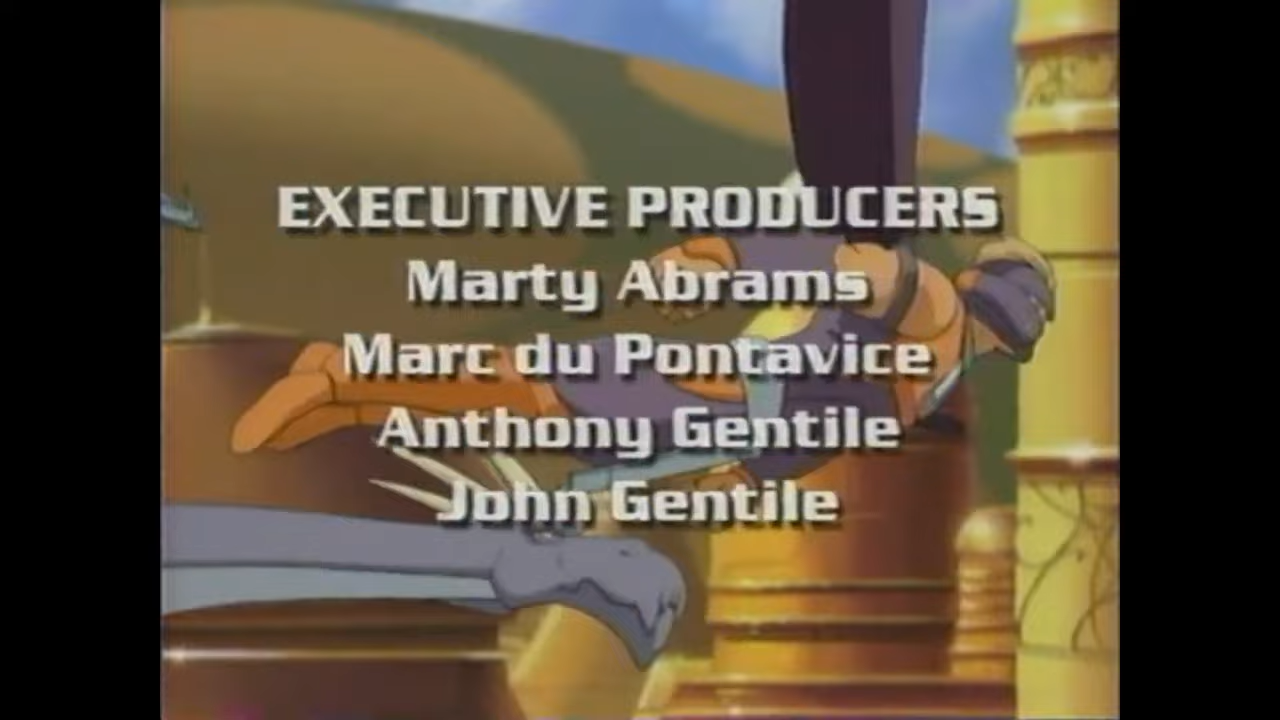 EXECUTIVE PRODUCERS
Marty Abrams
Marc du Pontavice
Anthony Gentile
John Gentile